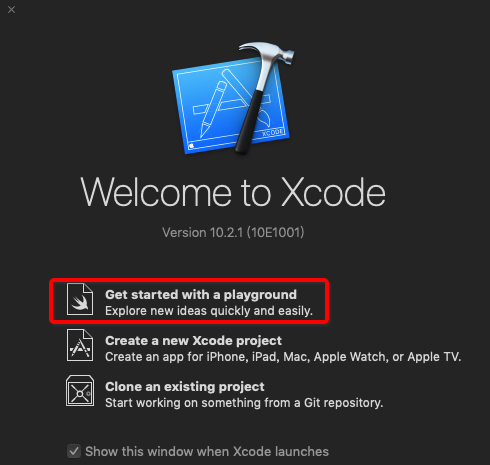 XCODE
Welcome to Xcode
Version 10.2.1 (10E1001)
Get started with a playground
Explore new ideas quickly and easily.
Create a new Xcode project
Create an app for iPhone, iPad, Mac, Apple Watch, or Apple TV.
Clone an existing project
Start working on something from a Git repository.
Show this window when Xcode launches